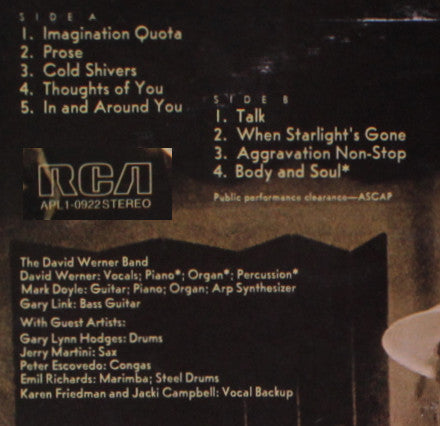 SIDE A
1. Imagination Quota
2. Prose
3. Cold Shivers
4. Thoughts of You
5. In and Around You
SIDE B
1. Talk
2. When Starlight's Gone
3. Aggravation Non-Stop
4. Body and Soul*
Public performance clearance—ASCAP
RCA
APL1-0922 STEREO
The David Werner Band
David Werner: Vocals; Piano*; Organ*; Percussion*
Mark Doyle: Guitar; Piano; Organ; Arp Synthesizer
Gary Link: Bass Guitar
With Guest Artists:
Gary Lynn Hodges: Drums
Jerry Martini: Sax
Peter Escovedo: Congas
Emil Richards: Marimba; Steel Drums
Karen Friedman and Jacki Campbell: Vocal Backup